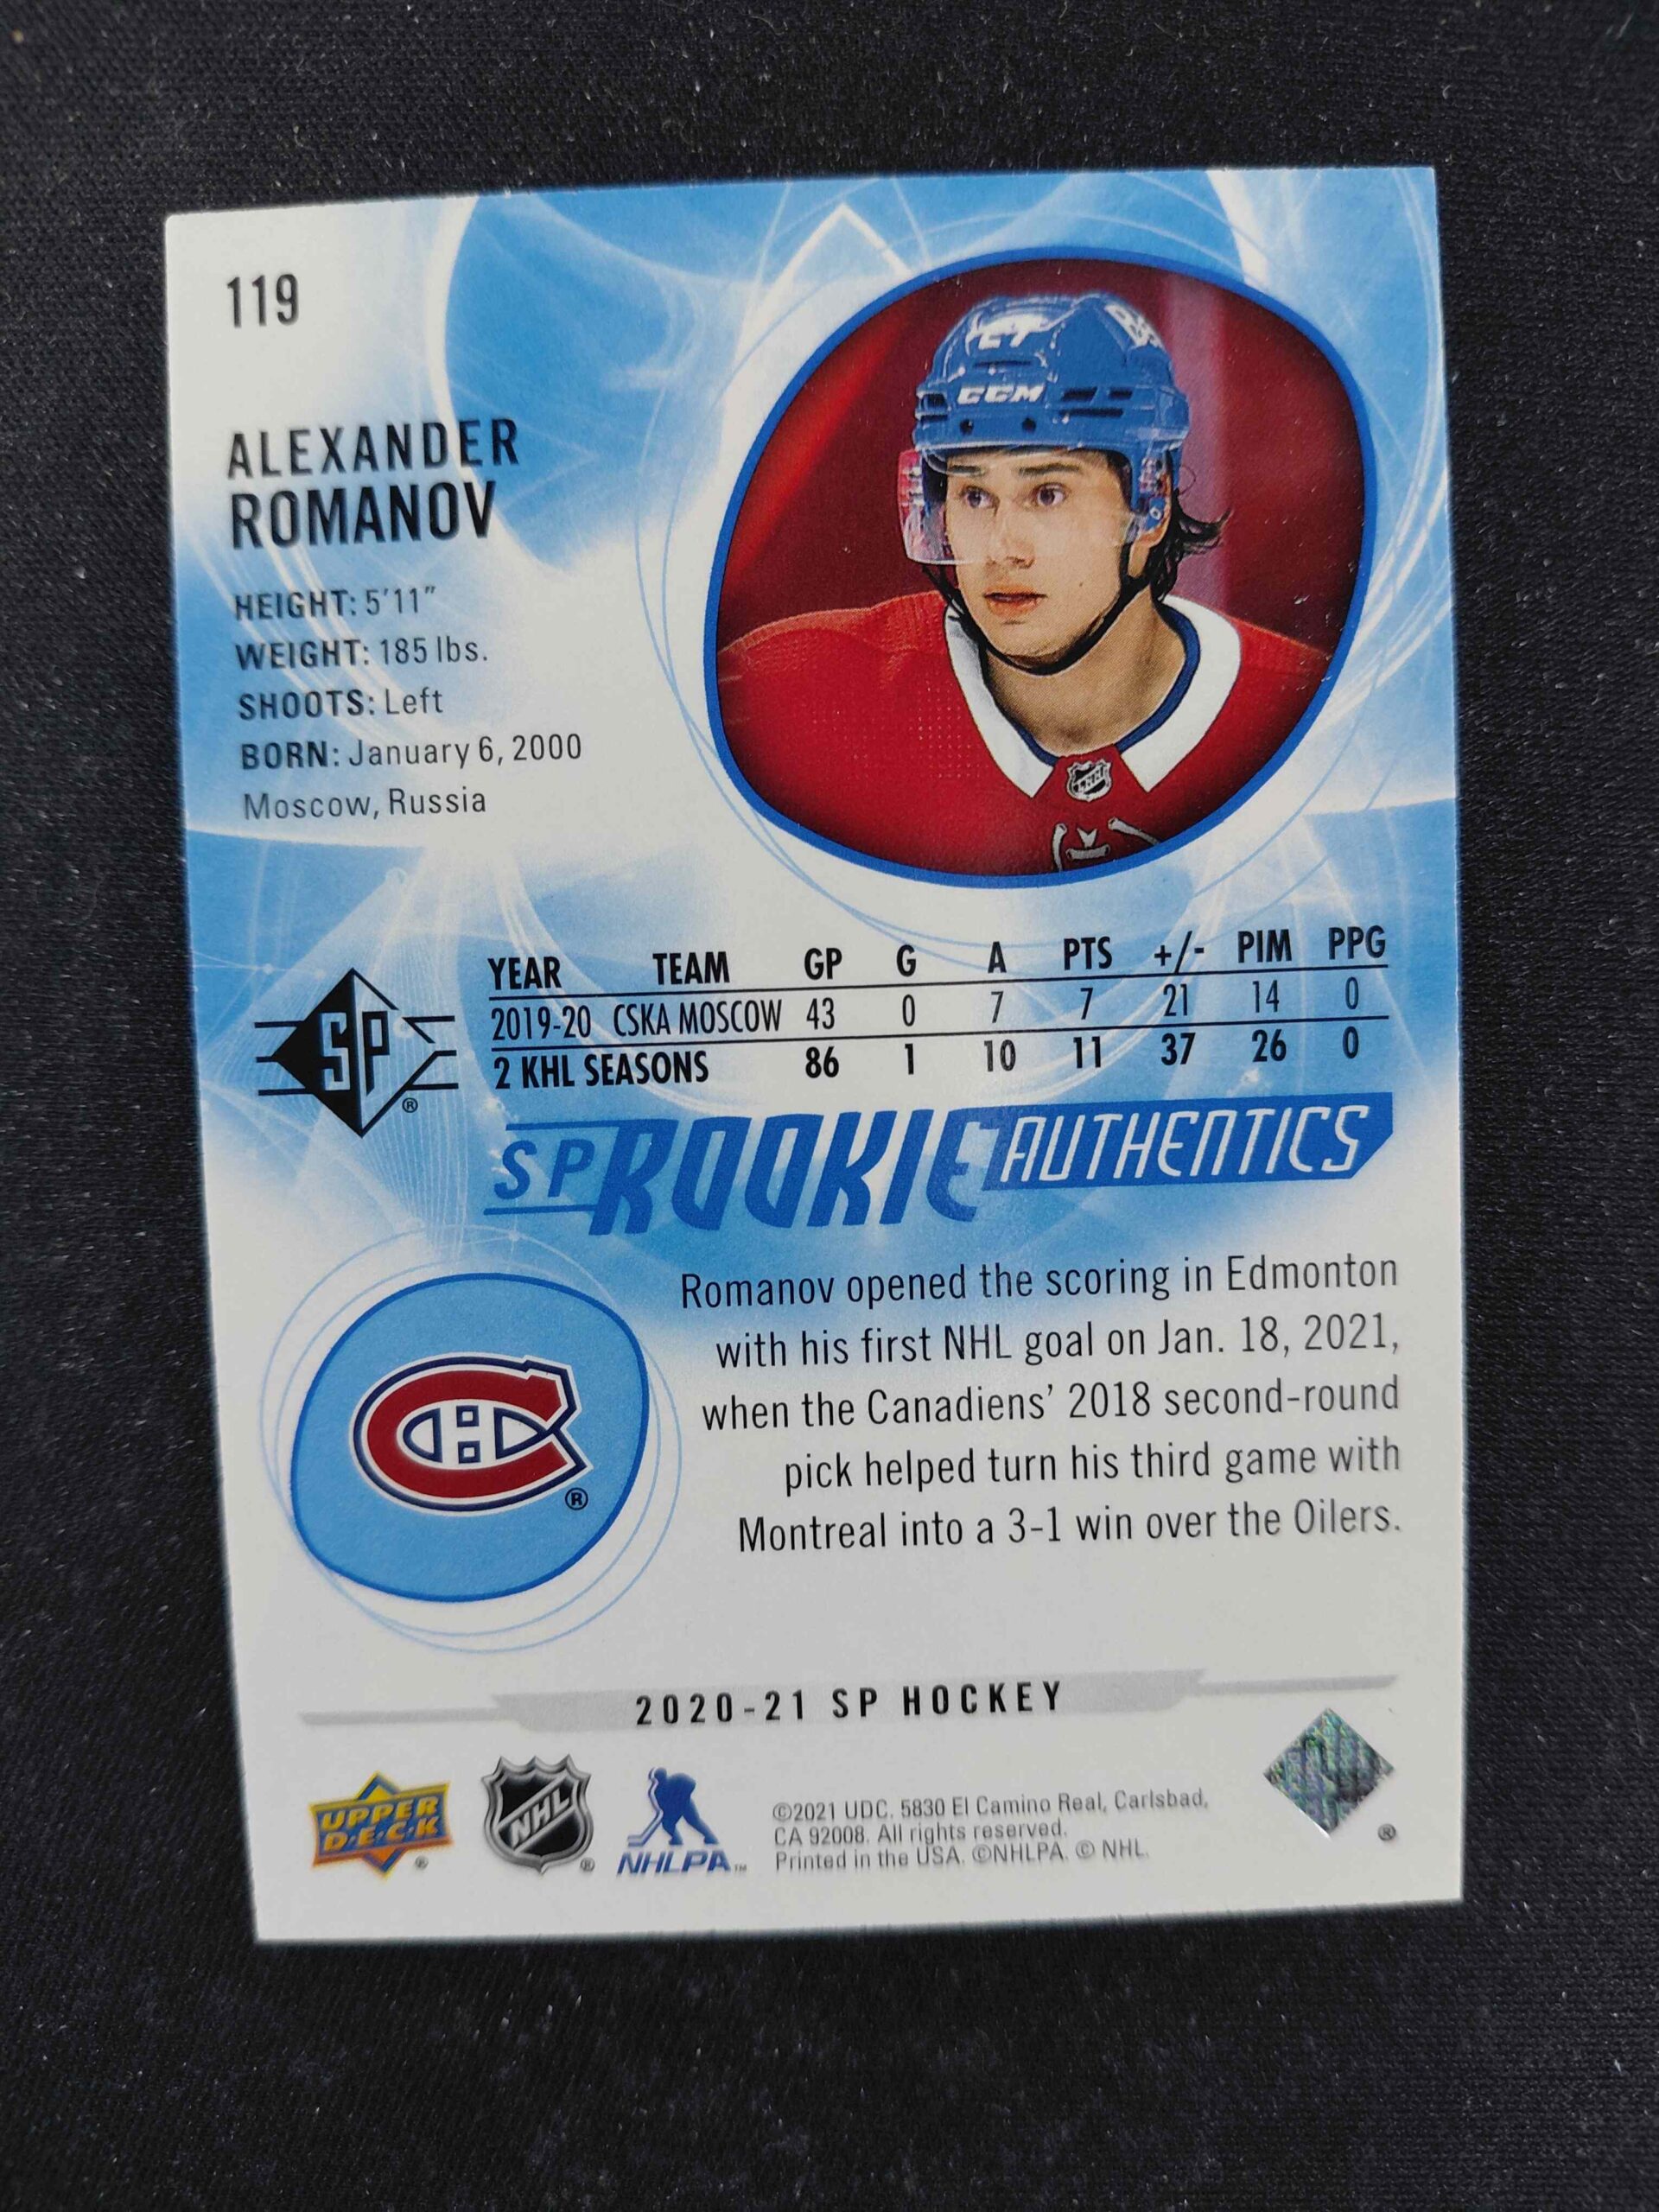 119
ALEXANDER
ROMANOV
HEIGHT: 5'11"
WEIGHT: 185 lbs.
SHOOTS: Left
BORN: January 6, 2000
Moscow, Russia
27
CCM
NHL
YEAR TEAM GP G A PTS +/- PIM PPG
2019-20 CSKA MOSCOW 43 0 7 7 21 14 0
2 KHL SEASONS 86 1 10 11 37 26 0
SP®
SP ROOKIE AUTHENTICS
Romanov opened the scoring in Edmonton
with his first NHL goal on Jan. 18, 2021,
when the Canadiens' 2018 second-round
pick helped turn his third game with
Montreal into a 3-1 win over the Oilers.
CH®
2020-21 SP HOCKEY
UPPER
DECK®
NHL®
NHLPA™
©2021 UDC. 5830 El Camino Real, Carlsbad,
CA 92008. All rights reserved.
Printed in the USA. ©NHLPA. © NHL.
®